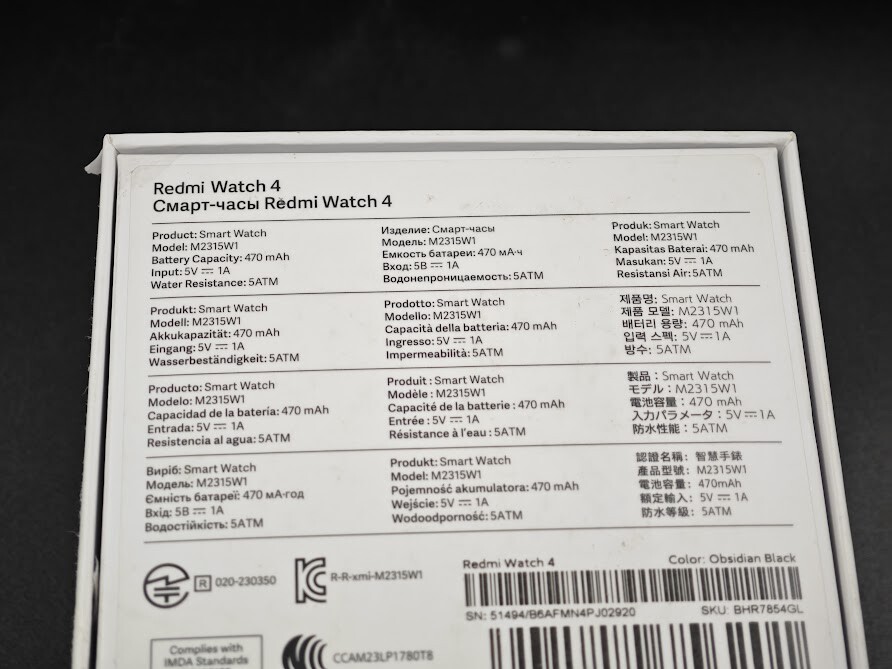 Redmi Watch 4
Смарт-часы Redmi Watch 4
Product: Smart Watch
Model: M2315W1
Battery Capacity: 470 mAh
Input: 5V ⎓ 1A
Water Resistance: 5ATM
Изделие: Смарт-часы
Модель: M2315W1
Емкость батареи: 470 мА·ч
Вход: 5В ⎓ 1А
Водонепроницаемость: 5ATM
Produk: Smart Watch
Model: M2315W1
Kapasitas Baterai: 470 mAh
Masukan: 5V ⎓ 1A
Resistansi Air: 5ATM
Produkt: Smart Watch
Modell: M2315W1
Akkukapazität: 470 mAh
Eingang: 5V ⎓ 1A
Wasserbeständigkeit: 5ATM
Prodotto: Smart Watch
Modello: M2315W1
Capacità della batteria: 470 mAh
Ingresso: 5V ⎓ 1A
Impermeabilità: 5ATM
제품명: Smart Watch
제품 모델: M2315W1
배터리 용량: 470 mAh
입력 스펙: 5V ⎓ 1A
방수: 5ATM
Producto: Smart Watch
Modelo: M2315W1
Capacidad de la batería: 470 mAh
Entrada: 5V ⎓ 1A
Resistencia al agua: 5ATM
Produit : Smart Watch
Modèle : M2315W1
Capacité de la batterie : 470 mAh
Entrée : 5V ⎓ 1A
Résistance à l'eau : 5ATM
製品：Smart Watch
モデル：M2315W1
電池容量：470 mAh
入力パラメータ：5V ⎓ 1A
防水性能：5ATM
Виріб: Smart Watch
Модель: M2315W1
Ємність батареї: 470 мА·год
Вхід: 5В ⎓ 1А
Водостійкість: 5ATM
Produkt: Smart Watch
Model: M2315W1
Pojemność akumulatora: 470 mAh
Wejście: 5V ⎓ 1A
Wodoodporność: 5ATM
認證名稱：智慧手錶
產品型號：M2315W1
電池容量：470mAh
額定輸入：5V ⎓ 1A
防水等級：5ATM
R 020-230350
R-R-xmi-M2315W1
Redmi Watch 4
Color: Obsidian Black
SN: 51494/B6AFMN4PJ02920
SKU: BHR7854GL
Complies with
IMDA Standards
CCAM23LP1780T8